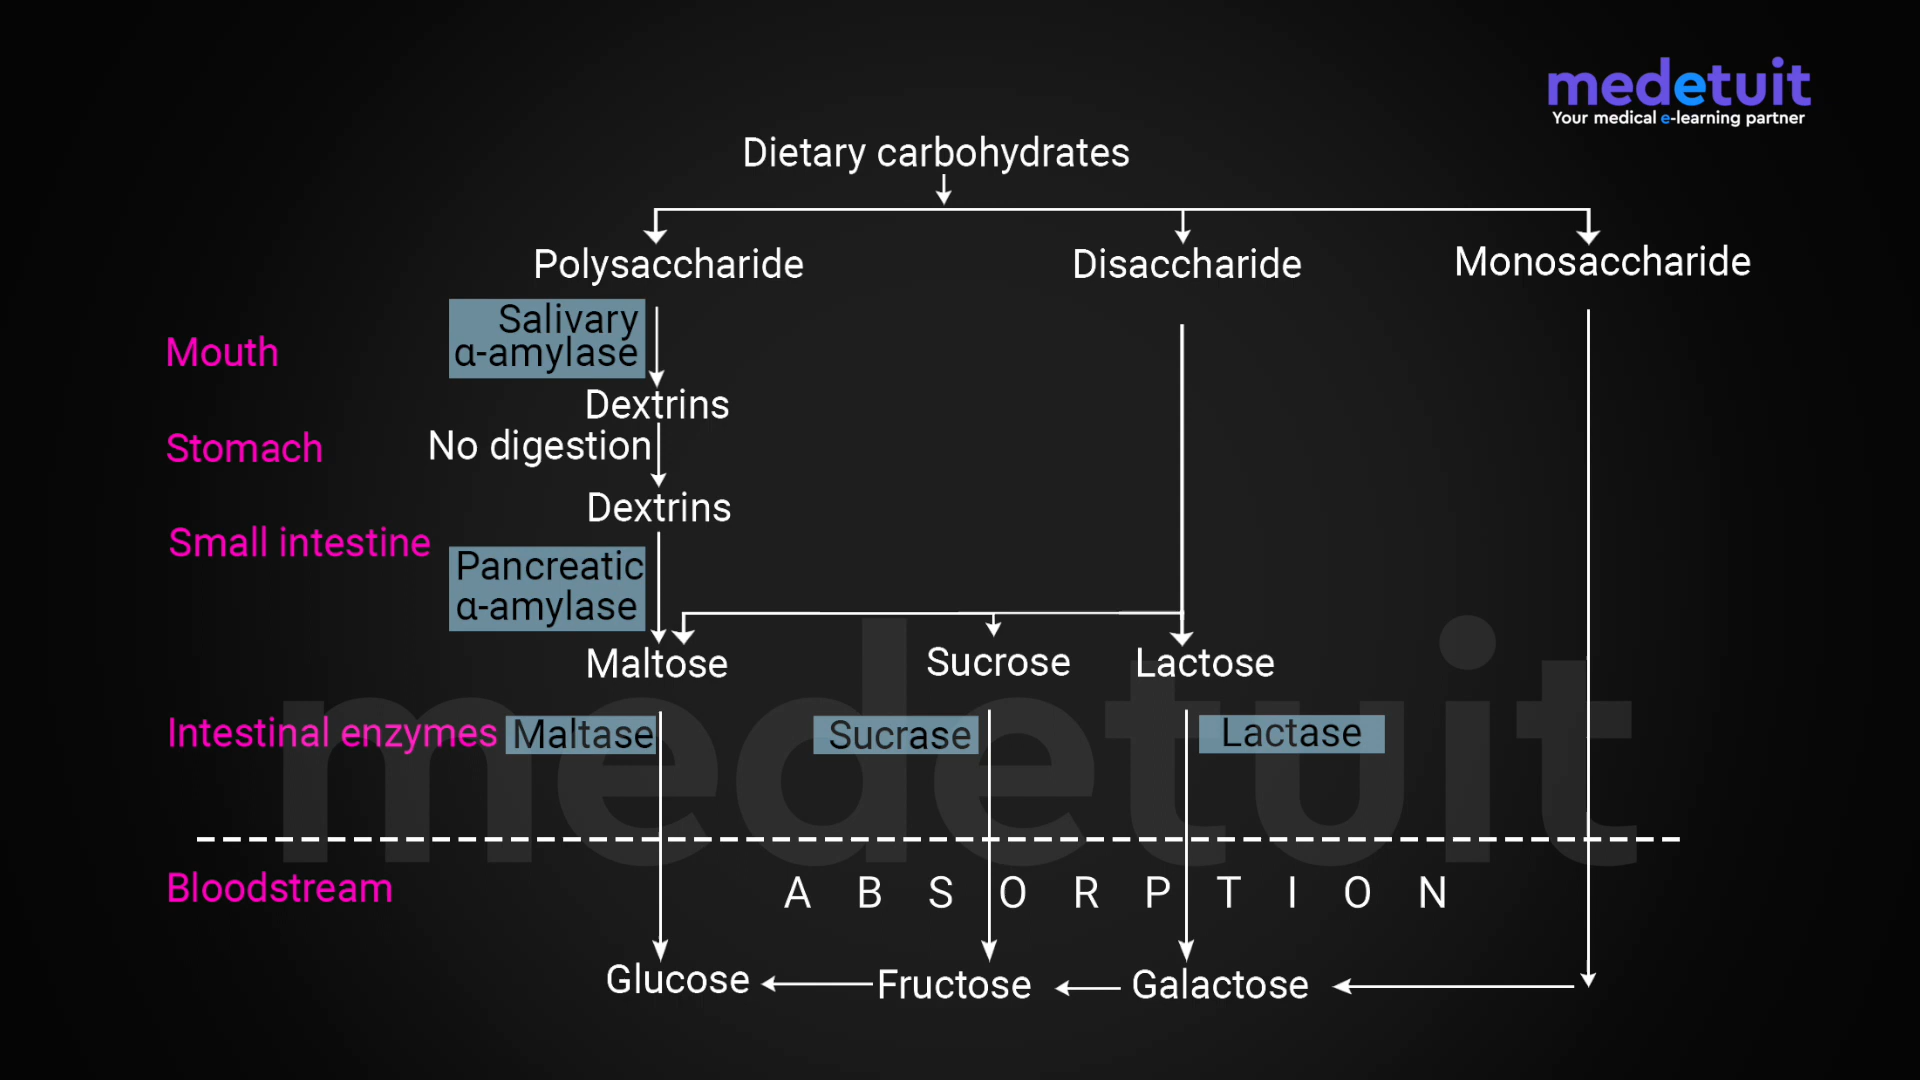 medetuit
Your medical e-learning partner
Dietary carbohydrates
Polysaccharide
Disaccharide
Monosaccharide
Salivary
α-amylase
Mouth
Dextrins
Stomach
No digestion
Dextrins
Small intestine
Pancreatic
α-amylase
Maltose
Sucrose
Lactose
Intestinal enzymes
Maltase
Sucrase
Lactase
medetuit
Bloodstream
A B S O R P T I O N
Glucose
Fructose
Galactose